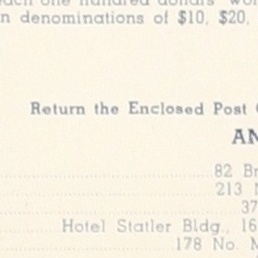 each one hundred dollars wor
n denominations of $10, $20,
Return the Enclosed Post
AN
82 Br
213 N
37
Hotel Statler Bldg., 16
178 No. M